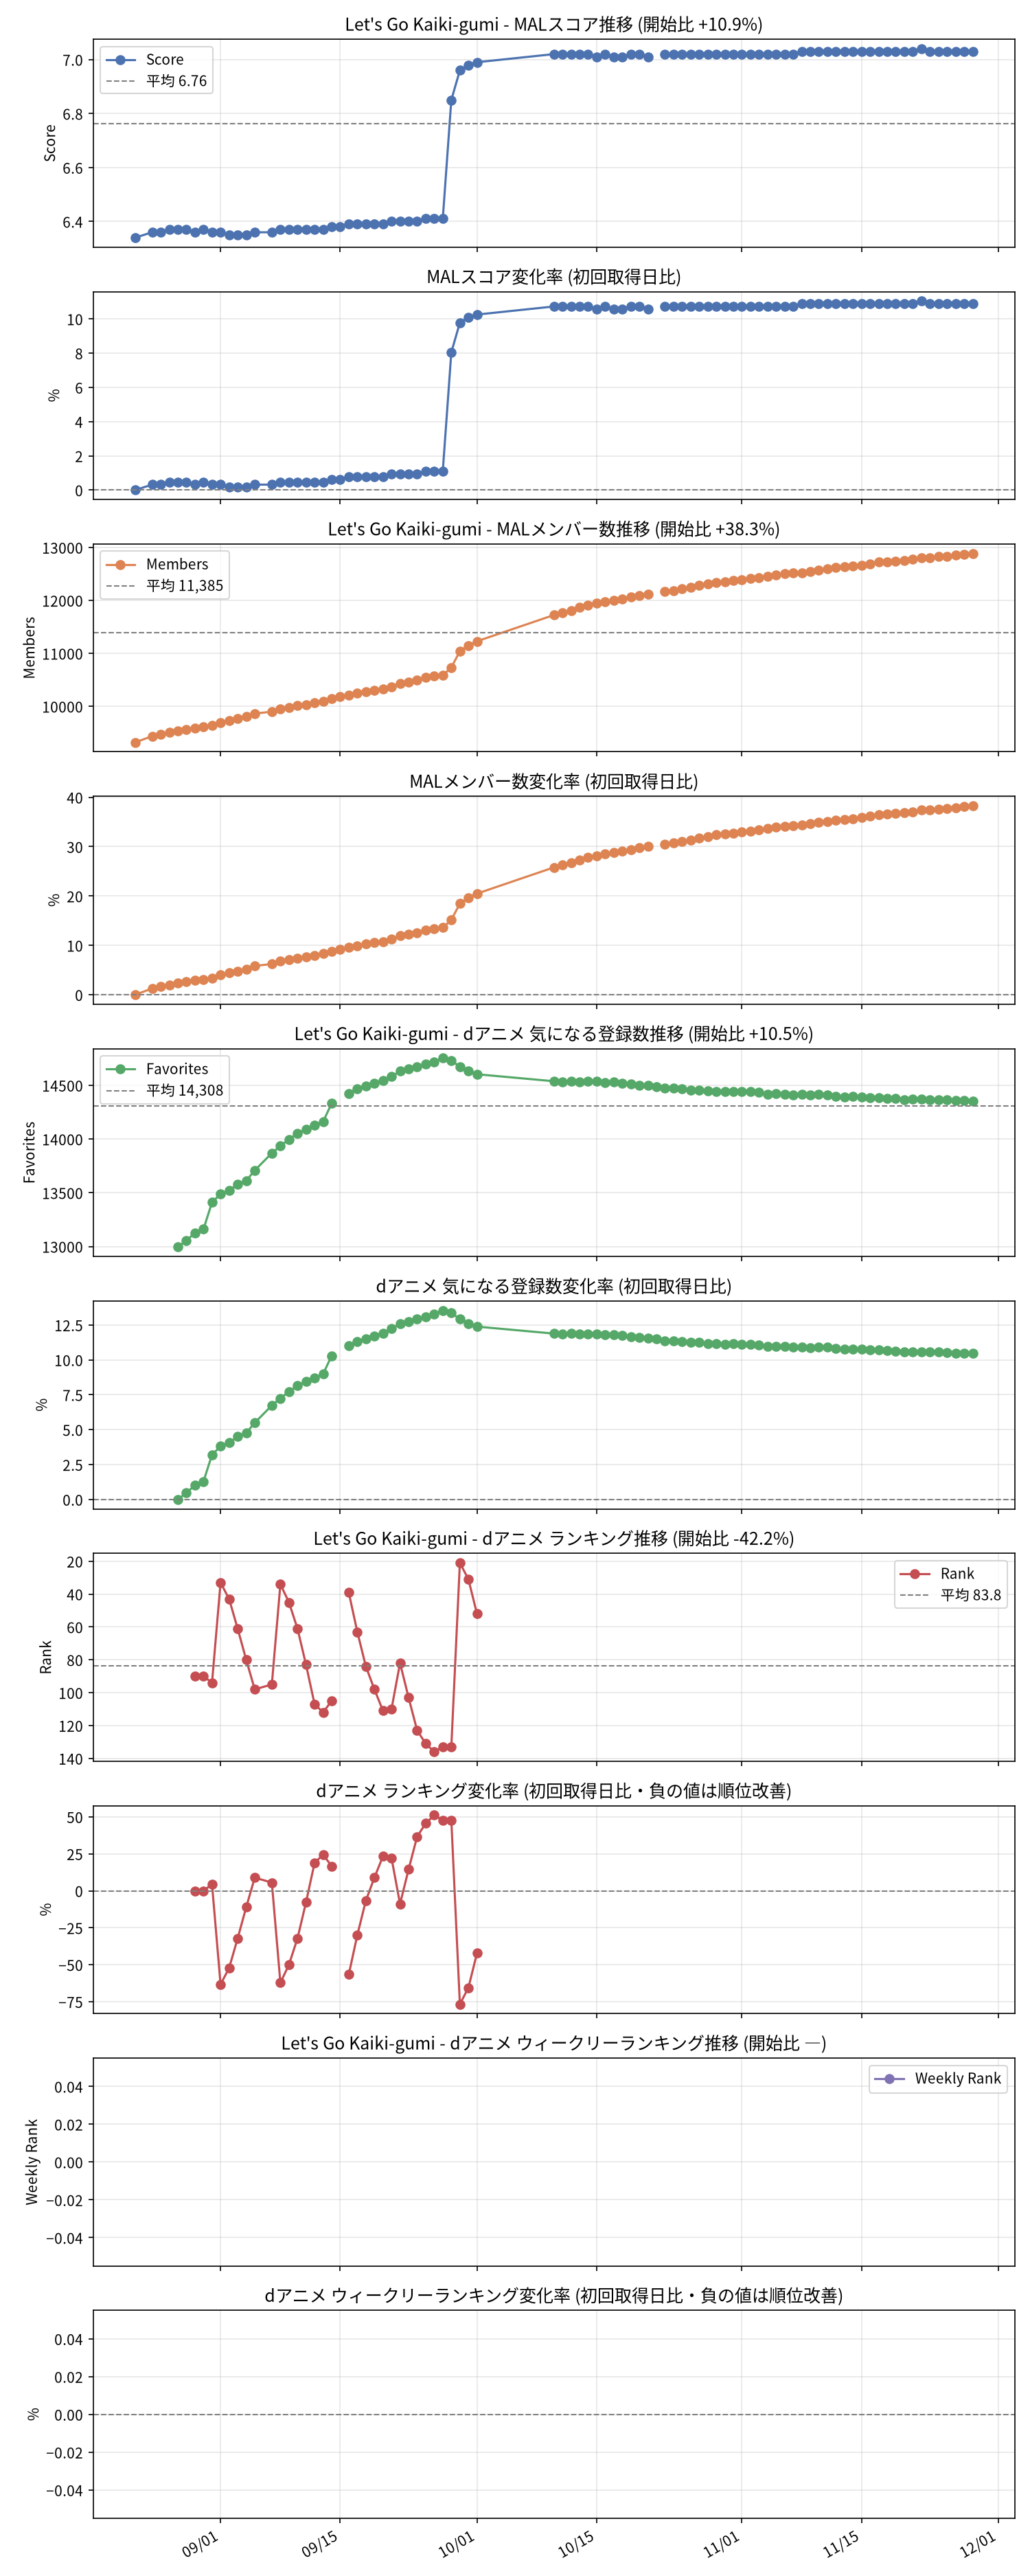 Let's Go Kaiki-gumi - MALスコア推移 (開始比 +10.9%)
Score
平均 6.76
Score
7.0
6.8
6.6
6.4
MALスコア変化率 (初回取得日比)
%
10
8
6
4
2
0
Let's Go Kaiki-gumi - MALメンバー数推移 (開始比 +38.3%)
Members
平均 11,385
Members
13000
12000
11000
10000
MALメンバー数変化率 (初回取得日比)
%
40
30
20
10
0
Let's Go Kaiki-gumi - dアニメ 気になる登録数推移 (開始比 +10.5%)
Favorites
平均 14,308
Favorites
14500
14000
13500
13000
dアニメ 気になる登録数変化率 (初回取得日比)
%
12.5
10.0
7.5
5.0
2.5
0.0
Let's Go Kaiki-gumi - dアニメ ランキング推移 (開始比 -42.2%)
Rank
平均 83.8
Rank
20
40
60
80
100
120
140
dアニメ ランキング変化率 (初回取得日比・負の値は順位改善)
%
50
25
0
−25
−50
−75
Let's Go Kaiki-gumi - dアニメ ウィークリーランキング推移 (開始比 —)
Weekly Rank
Weekly Rank
0.04
0.02
0.00
−0.02
−0.04
dアニメ ウィークリーランキング変化率 (初回取得日比・負の値は順位改善)
%
0.04
0.02
0.00
−0.02
−0.04
09/01
09/15
10/01
10/15
11/01
11/15
12/01